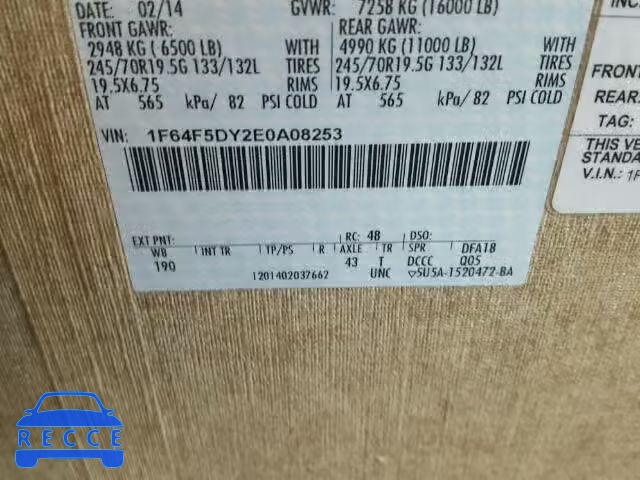 DATE: 02/14 GVWR: 7258 KG (16000 LB)
FRONT GAWR: REAR GAWR:
2948 KG (6500 LB) WITH 4990 KG (11000 LB) WITH
245/70R19.5G 133/132L TIRES 245/70R19.5G 133/132L TIRES
19.5X6.75 RIMS 19.5X6.75 RIMS
AT 565 kPa/ 82 PSI COLD AT 565 kPa/ 82 PSI COLD
VIN: 1F64F5DY2E0A08253
EXT PNT: RC: 48 DSO:
WB INT TR TP/PS R AXLE TR SPR DFA18
190 43 T DCCC Q05
1201402037662 UNC ▽5U5A-1520472-BA
INC
FRONT
REAR:
TAG:
THIS VE
STANDA
V.I.N.: 1F
RECCE